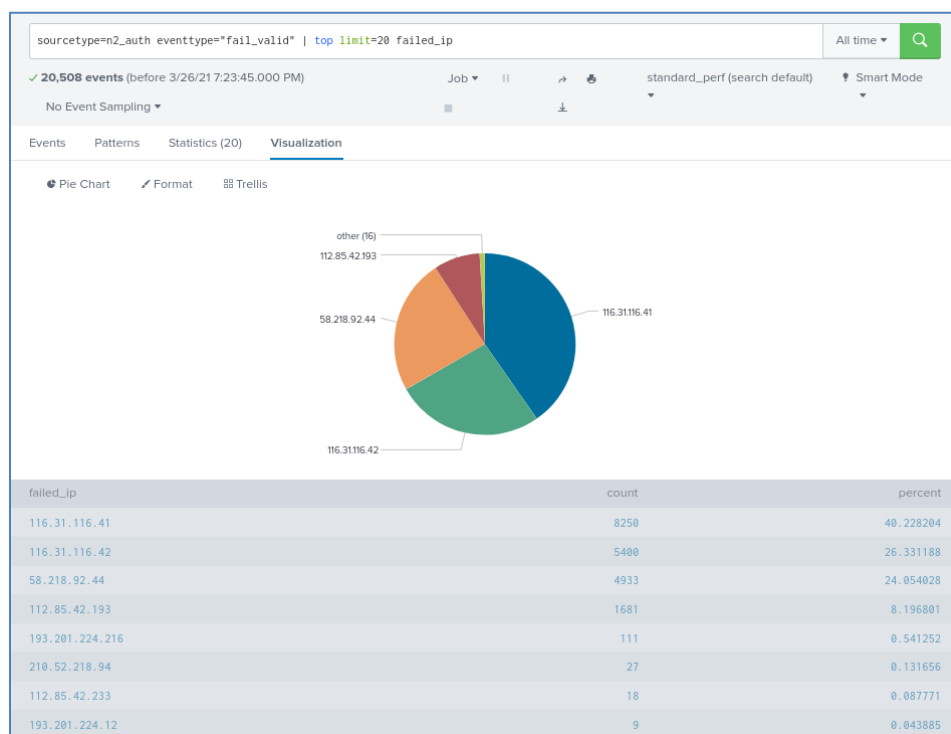 sourcetype=n2_auth eventtype="fail_valid" | top limit=20 failed_ip
All time
20,508 events (before 3/26/21 7:23:45.000 PM)
Job
standard_perf (search default)
Smart Mode
No Event Sampling
Events Patterns Statistics (20) Visualization
Pie Chart Format Trellis
other (16)
112.85.42.193
116.31.116.41
58.218.92.44
116.31.116.42
failed_ip count percent
116.31.116.41 8250 40.228204
116.31.116.42 5400 26.331188
58.218.92.44 4933 24.054028
112.85.42.193 1681 8.196801
193.201.224.216 111 0.541252
210.52.218.94 27 0.131656
112.85.42.233 18 0.087771
193.201.224.12 9 0.043885